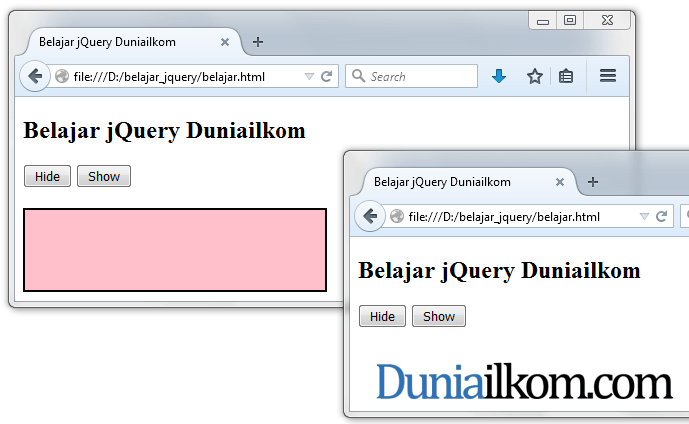 Belajar jQuery Duniailkom
file:///D:/belajar_jquery/belajar.html
Search
Belajar jQuery Duniailkom
Hide
Show
Belajar jQuery Duniailkom
file:///D:/belajar_jquery/belajar.html
Belajar jQuery Duniailkom
Hide
Show
Duniailkom.com